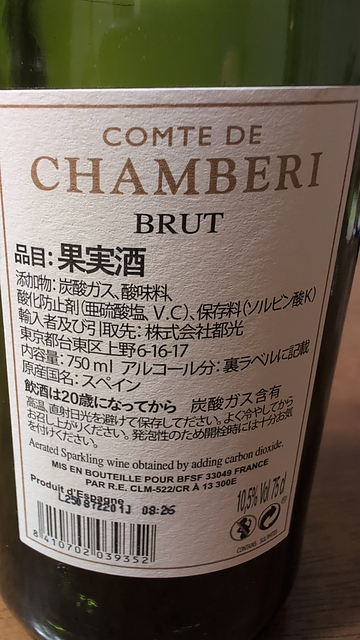 COMTE DE
CHAMBERI
BRUT
品目:果実酒
添加物:炭酸ガス、酸味料、
酸化防止剤(亜硫酸塩、V.C)、保存料(ソルビン酸K)
輸入者及び引取先:株式会社都光
東京都台東区上野6-16-17
内容量:750ml アルコール分:裏ラベルに記載
原産国名:スペイン
飲酒は20歳になってから 炭酸ガス含有
高温、直射日光を避けて保存してください。よく冷やしてから
お召し上がりください。発泡性のため開栓時には十分お気
を付けください。
Aerated Sparkling wine obtained by adding carbon dioxide.
MIS EN BOUTEILLE POUR BFSF 33049 FRANCE
PAR R.E. CLM-522/CR À 13 300E
Produit d'Espagne
10,5% Vol 75 cl
08:26
8410702039352
CONTAINS SULPHITES